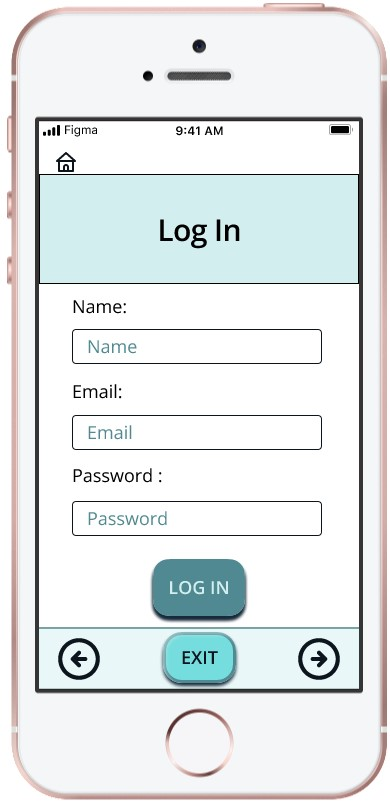 Figma 9:41 AM
Log In
Name:
Name
Email:
Email
Password :
Password
LOG IN
EXIT